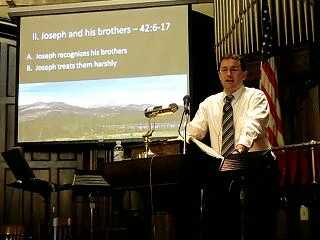 II. Joseph and his brothers – 42:6-17
A. Joseph recognizes his brothers
B. Joseph treats them harshly